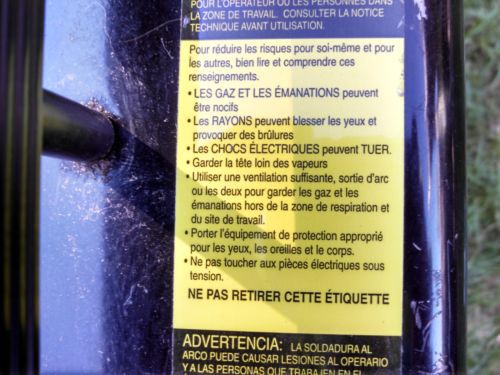 POUR L'OPÉRATEUR OU LES PERSONNES DANS
LA ZONE DE TRAVAIL. CONSULTER LA NOTICE
TECHNIQUE AVANT UTILISATION.
Pour réduire les risques pour soi-même et pour
les autres, bien lire et comprendre ces
renseignements.
• LES GAZ ET LES ÉMANATIONS peuvent
être nocifs
• Les RAYONS peuvent blesser les yeux et
provoquer des brûlures
• Les CHOCS ÉLECTRIQUES peuvent TUER.
• Garder la tête loin des vapeurs
• Utiliser une ventilation suffisante, sortie d'arc
ou les deux pour garder les gaz et les
émanations hors de la zone de respiration et
du site de travail.
• Porter l'équipement de protection approprié
pour les yeux, les oreilles et le corps.
• Ne pas toucher aux pièces électriques sous
tension.
NE PAS RETIRER CETTE ÉTIQUETTE
ADVERTENCIA: LA SOLDADURA AL
ARCO PUEDE CAUSAR LESIONES AL OPERARIO
Y A LAS PERSONAS QUE TRABAJEN EN EL